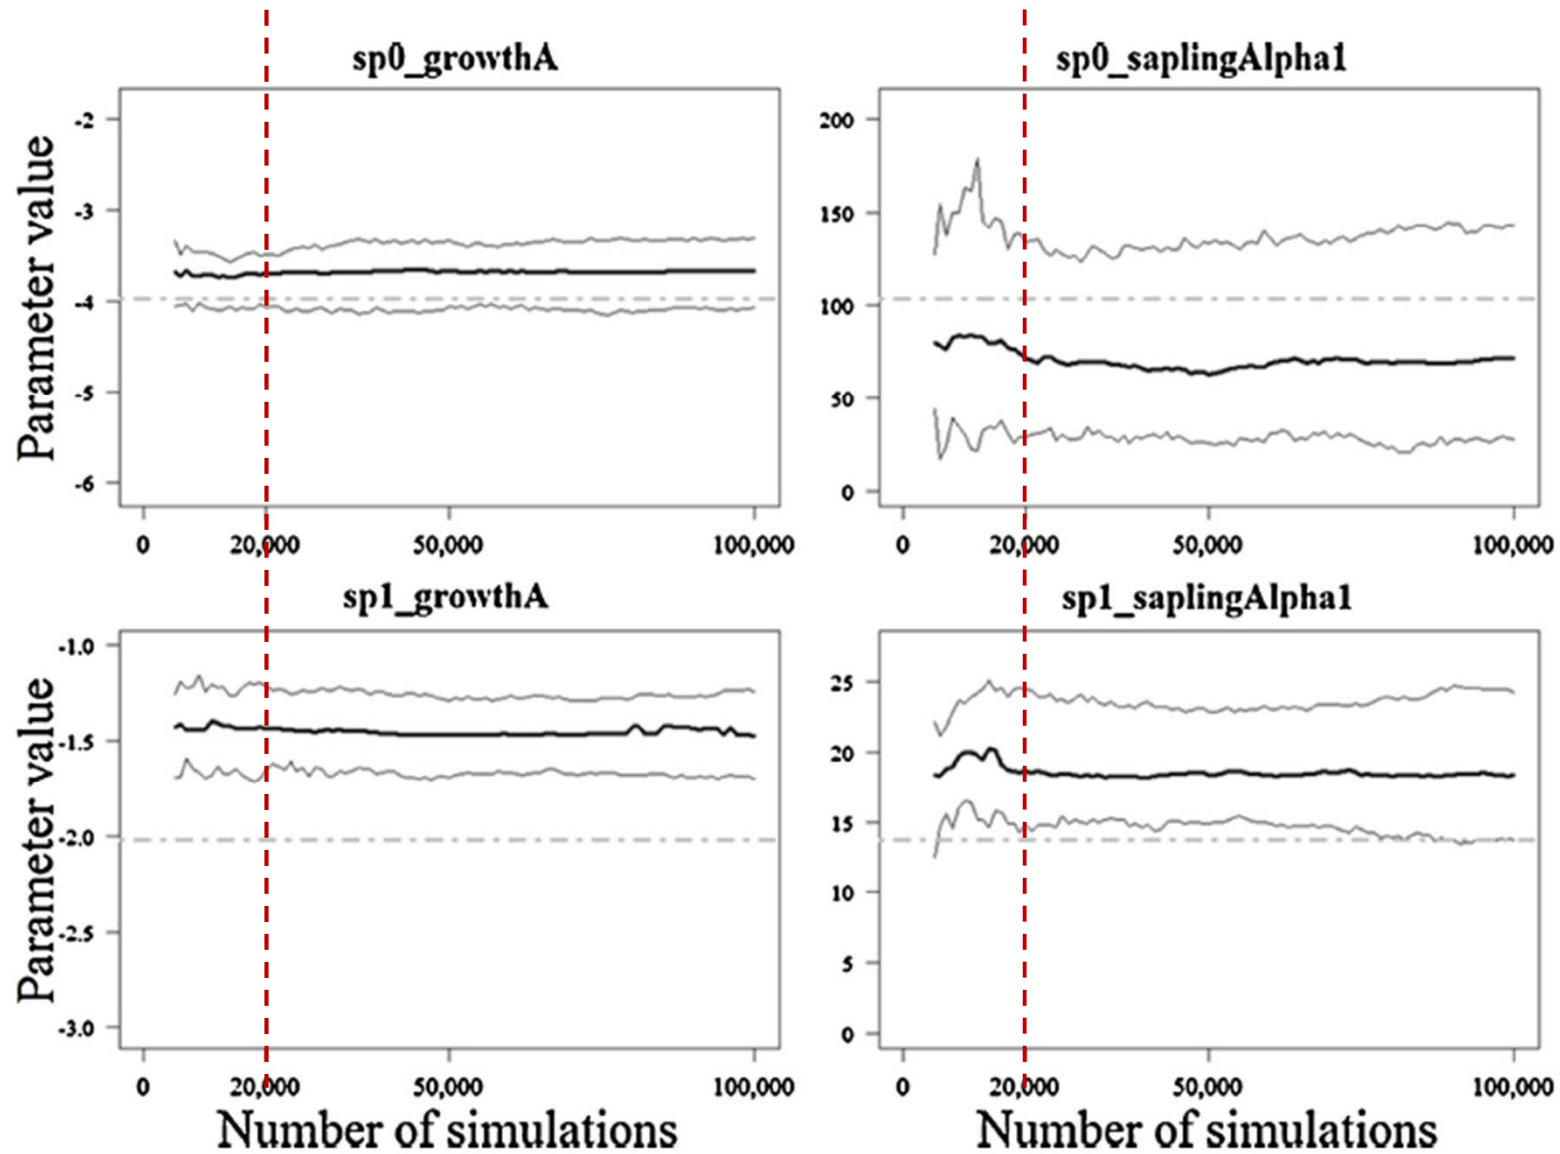 sp0_growthA
Parameter value
-2
-3
-4
-5
-6
0 20,000 50,000 100,000
sp0_saplingAlpha1
200
150
100
50
0
0 20,000 50,000 100,000
sp1_growthA
Parameter value
-1.0
-1.5
-2.0
-2.5
-3.0
0 20,000 50,000 100,000
Number of simulations
sp1_saplingAlpha1
25
20
15
10
5
0
0 20,000 50,000 100,000
Number of simulations